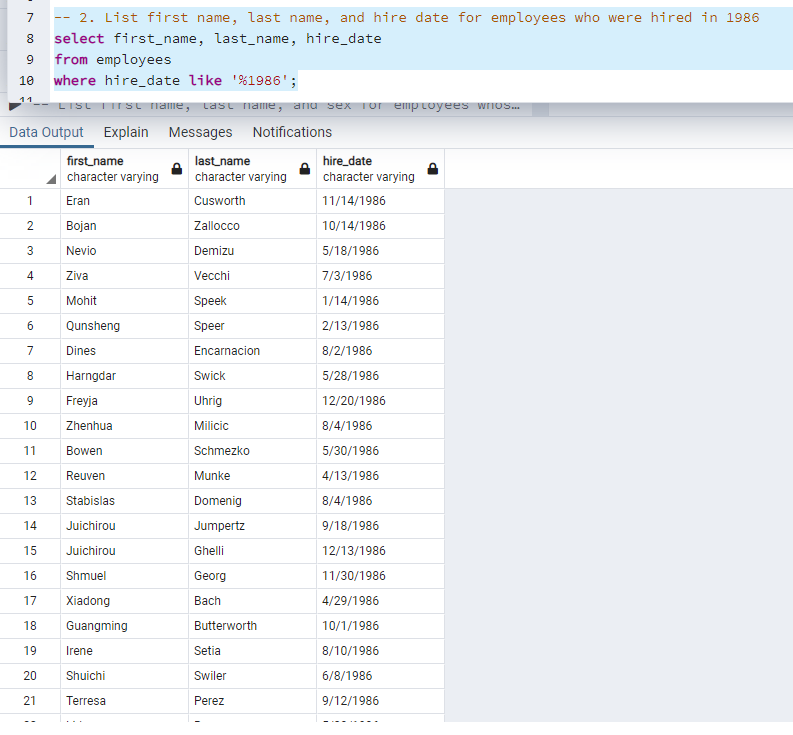 7 -- 2. List first name, last name, and hire date for employees who were hired in 1986
8 select first_name, last_name, hire_date
9 from employees
10 where hire_date like '%1986';
11
-- List first name, last name, and sex for employees whos…
Data Output Explain Messages Notifications
first_name last_name hire_date
character varying character varying character varying
1 Eran Cusworth 11/14/1986
2 Bojan Zallocco 10/14/1986
3 Nevio Demizu 5/18/1986
4 Ziva Vecchi 7/3/1986
5 Mohit Speek 1/14/1986
6 Qunsheng Speer 2/13/1986
7 Dines Encarnacion 8/2/1986
8 Harngdar Swick 5/28/1986
9 Freyja Uhrig 12/20/1986
10 Zhenhua Milicic 8/4/1986
11 Bowen Schmezko 5/30/1986
12 Reuven Munke 4/13/1986
13 Stabislas Domenig 8/4/1986
14 Juichirou Jumpertz 9/18/1986
15 Juichirou Ghelli 12/13/1986
16 Shmuel Georg 11/30/1986
17 Xiadong Bach 4/29/1986
18 Guangming Butterworth 10/1/1986
19 Irene Setia 8/10/1986
20 Shuichi Swiler 6/8/1986
21 Terresa Perez 9/12/1986